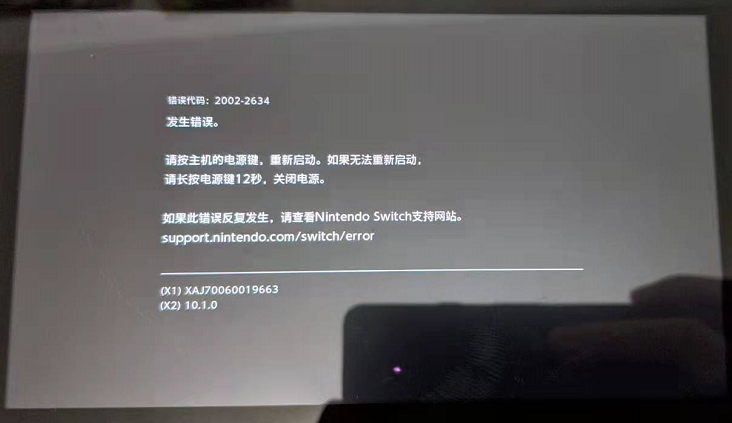 错误代码：2002-2634
发生错误。
请按主机的电源键，重新启动。如果无法重新启动，
请长按电源键12秒，关闭电源。
如果此错误反复发生，请查看Nintendo Switch支持网站。
support.nintendo.com/switch/error
(X1) XAJ70060019663
(X2) 10.1.0